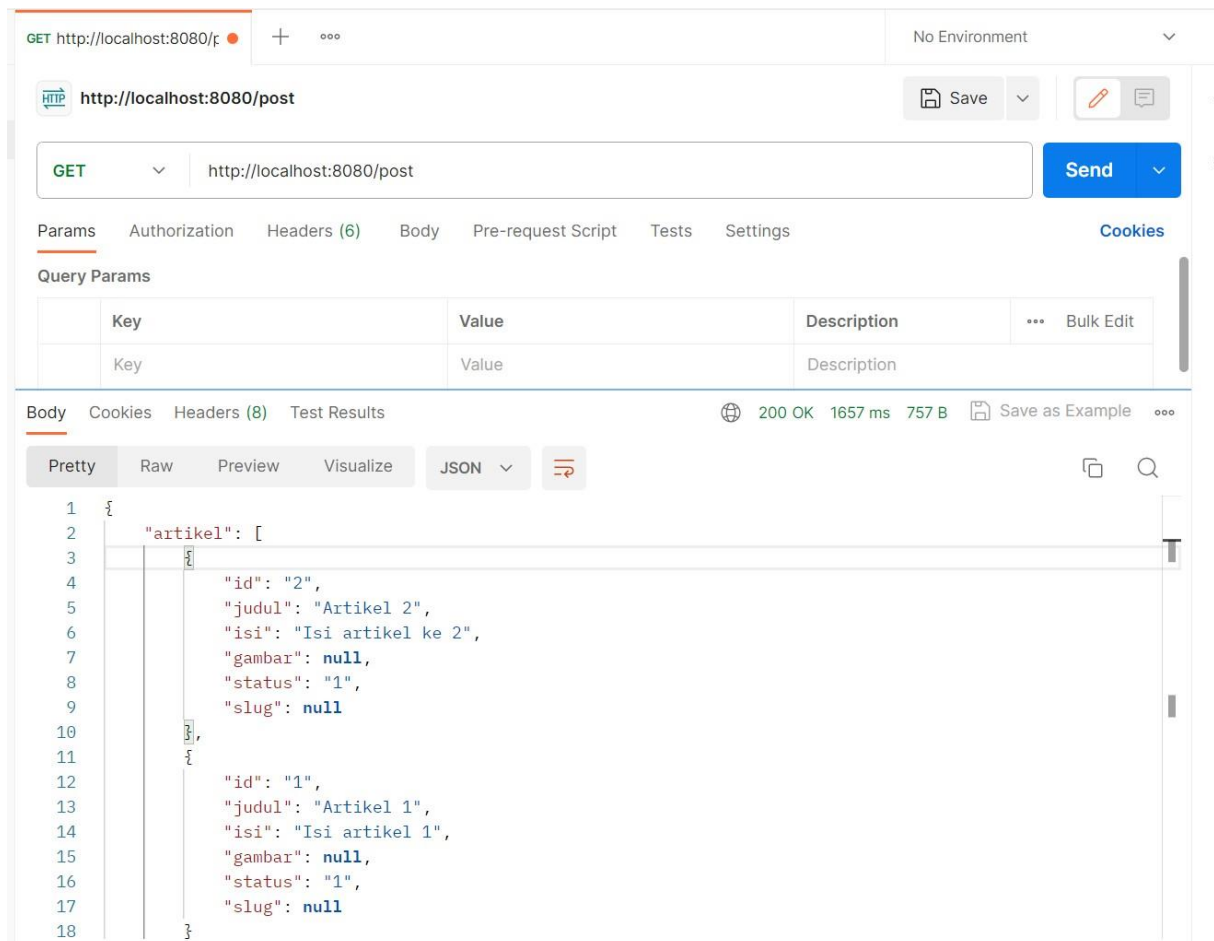 GET http://localhost:8080/p
No Environment
HTTP http://localhost:8080/post
Save
GET http://localhost:8080/post Send
Params Authorization Headers (6) Body Pre-request Script Tests Settings Cookies
Query Params
Key Value Description Bulk Edit
Key Value Description
Body Cookies Headers (8) Test Results 200 OK 1657 ms 757 B Save as Example
Pretty Raw Preview Visualize JSON
1 {
2 "artikel": [
3 {
4 "id": "2",
5 "judul": "Artikel 2",
6 "isi": "Isi artikel ke 2",
7 "gambar": null,
8 "status": "1",
9 "slug": null
10 },
11 {
12 "id": "1",
13 "judul": "Artikel 1",
14 "isi": "Isi artikel 1",
15 "gambar": null,
16 "status": "1",
17 "slug": null
18 }